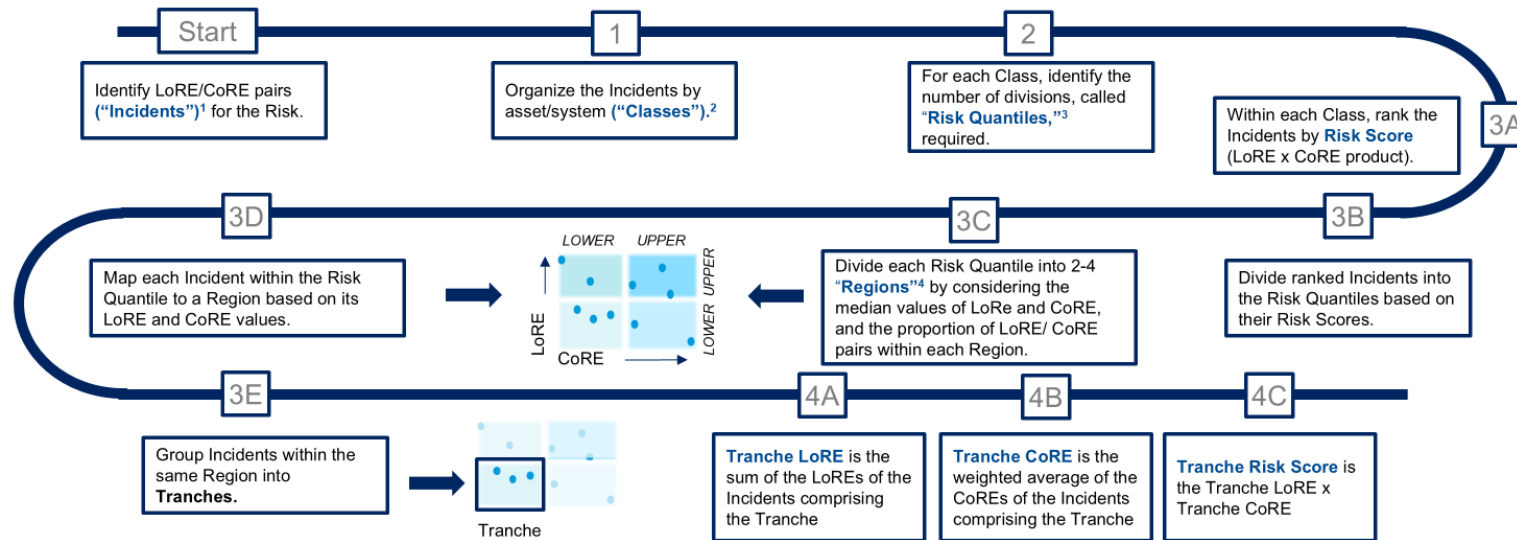 Start
Identify LoRE/CoRE pairs
(“Incidents”)¹ for the Risk.
1
Organize the Incidents by
asset/system (“Classes”).²
2
For each Class, identify the
number of divisions, called
“Risk Quantiles,”³
required.
3A
Within each Class, rank the
Incidents by Risk Score
(LoRE x CoRE product).
3B
Divide ranked Incidents into
the Risk Quantiles based on
their Risk Scores.
3C
Divide each Risk Quantile into 2-4
“Regions”⁴ by considering the
median values of LoRe and CoRE,
and the proportion of LoRE/ CoRE
pairs within each Region.
LOWER UPPER
UPPER
LOWER
LoRE
CoRE
3D
Map each Incident within the Risk
Quantile to a Region based on its
LoRE and CoRE values.
3E
Group Incidents within the
same Region into
Tranches.
Tranche
4A
Tranche LoRE is the
sum of the LoREs of the
Incidents comprising
the Tranche
4B
Tranche CoRE is the
weighted average of the
CoREs of the Incidents
comprising the Tranche
4C
Tranche Risk Score is
the Tranche LoRE x
Tranche CoRE